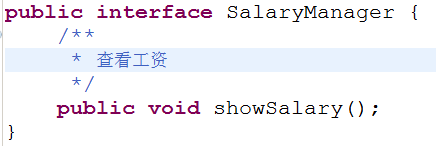 public interface SalaryManager {
/**
* 查看工资
*/
public void showSalary();
}